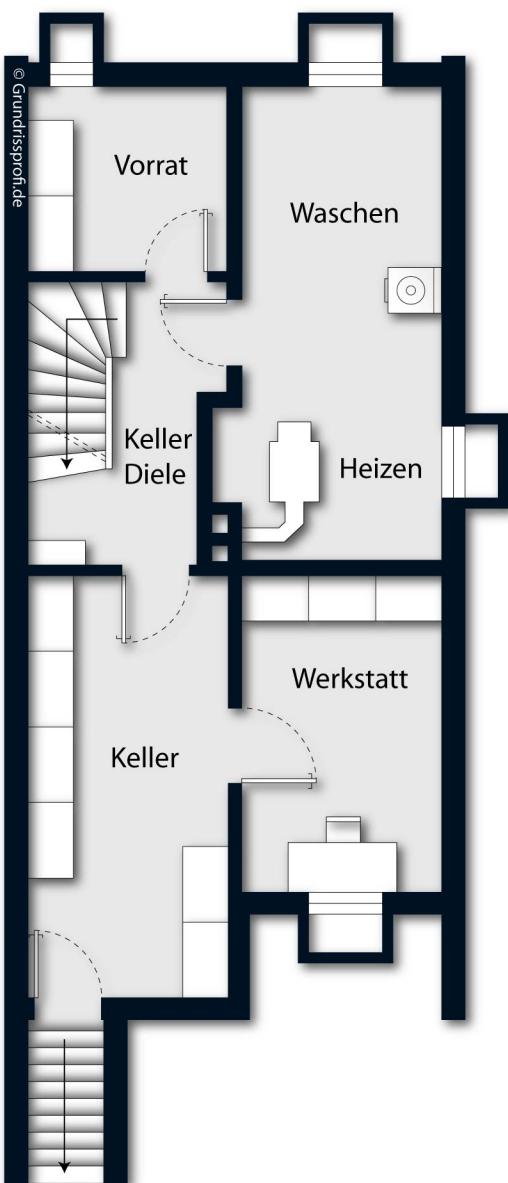 © Grundrissprofi.de
Vorrat
Waschen
Keller
Diele
Heizen
Werkstatt
Keller